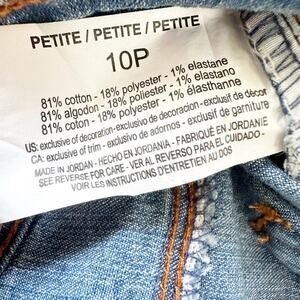 PETITE / PETITE / PETITE
10P
81% cotton - 18% polyester - 1% elastane
81% algodon - 18% poliester - 1% elastano
81% coton - 18% polyester - 1% élasthanne
US: exclusive of decoration-exclusivo de decoracion-exclusif de décor
CA: exclusive of trim - exclusivo de adornos - exclusif de garniture
MADE IN JORDAN - HECHO EN JORDANIA - FABRIQUÉ EN JORDANIE
SEE REVERSE FOR CARE - VER AL REVERSO PARA EL CUIDADO -
VOIR LES INSTRUCTIONS D'ENTRETIEN AU DOS